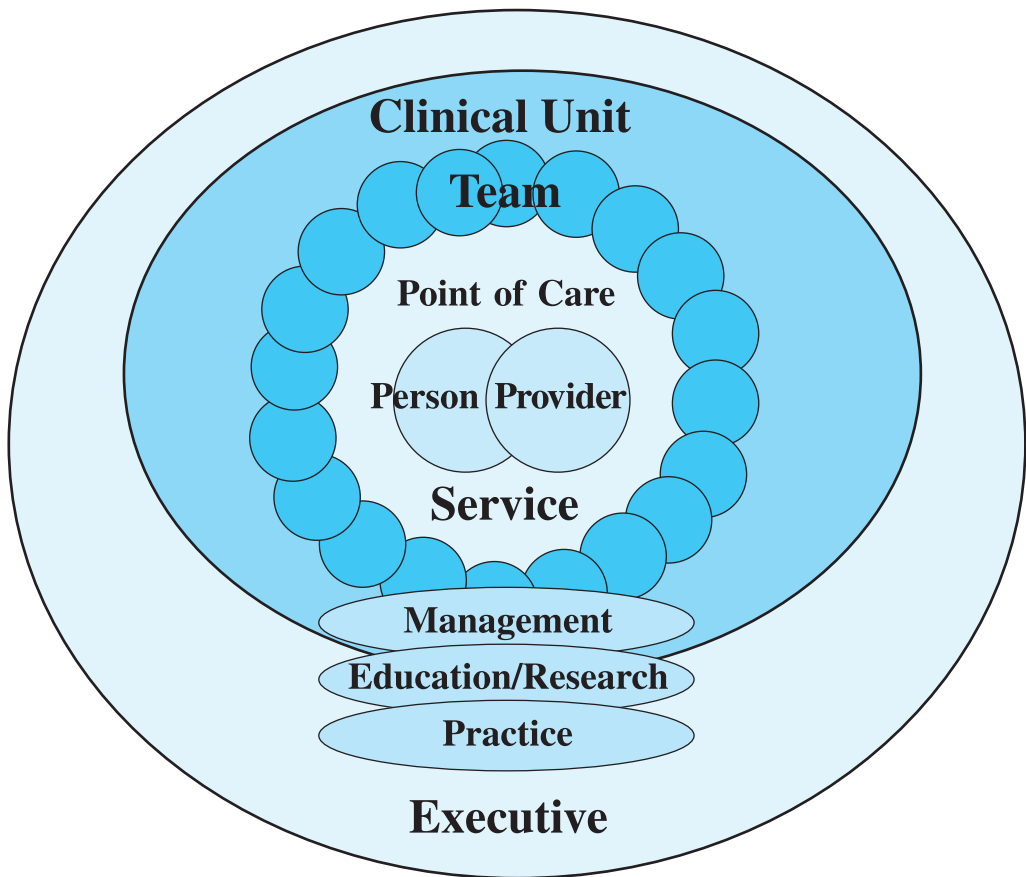 Clinical Unit
Team
Point of Care
Person Provider
Service
Management
Education/Research
Practice
Executive